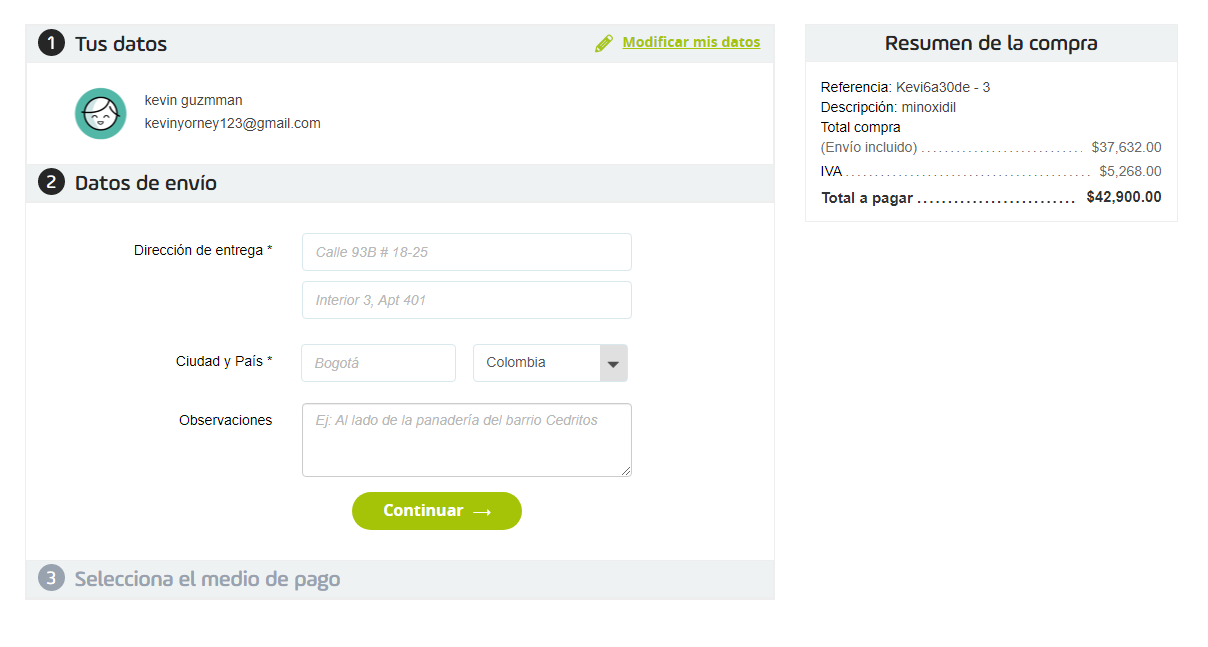 1 Tus datos
Modificar mis datos
kevin guzmman
kevinyorney123@gmail.com
2 Datos de envío
Dirección de entrega *
Calle 93B # 18-25
Interior 3, Apt 401
Ciudad y País *
Bogotá
Colombia
Observaciones
Ej: Al lado de la panadería del barrio Cedritos
Continuar →
3 Selecciona el medio de pago
Resumen de la compra
Referencia: Kevi6a30de - 3
Descripción: minoxidil
Total compra
(Envío incluido) ........................... $37,632.00
IVA ......................................... $5,268.00
Total a pagar .......................... $42,900.00